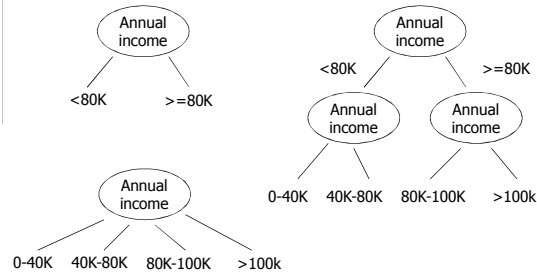 Annual
income
<80K
>=80K
Annual
income
<80K
>=80K
Annual
income
Annual
income
0-40K
40K-80K
80K-100K
>100k
Annual
income
0-40K
40K-80K
80K-100K
>100k